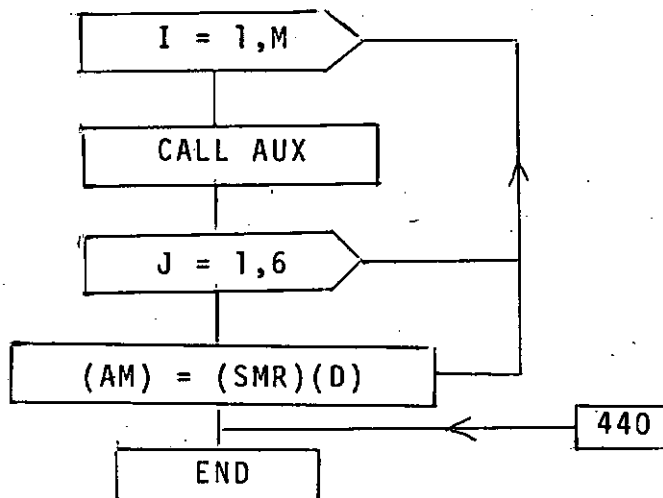 I = 1,M
CALL AUX
J = 1,6
(AM) = (SMR)(D)
440
END